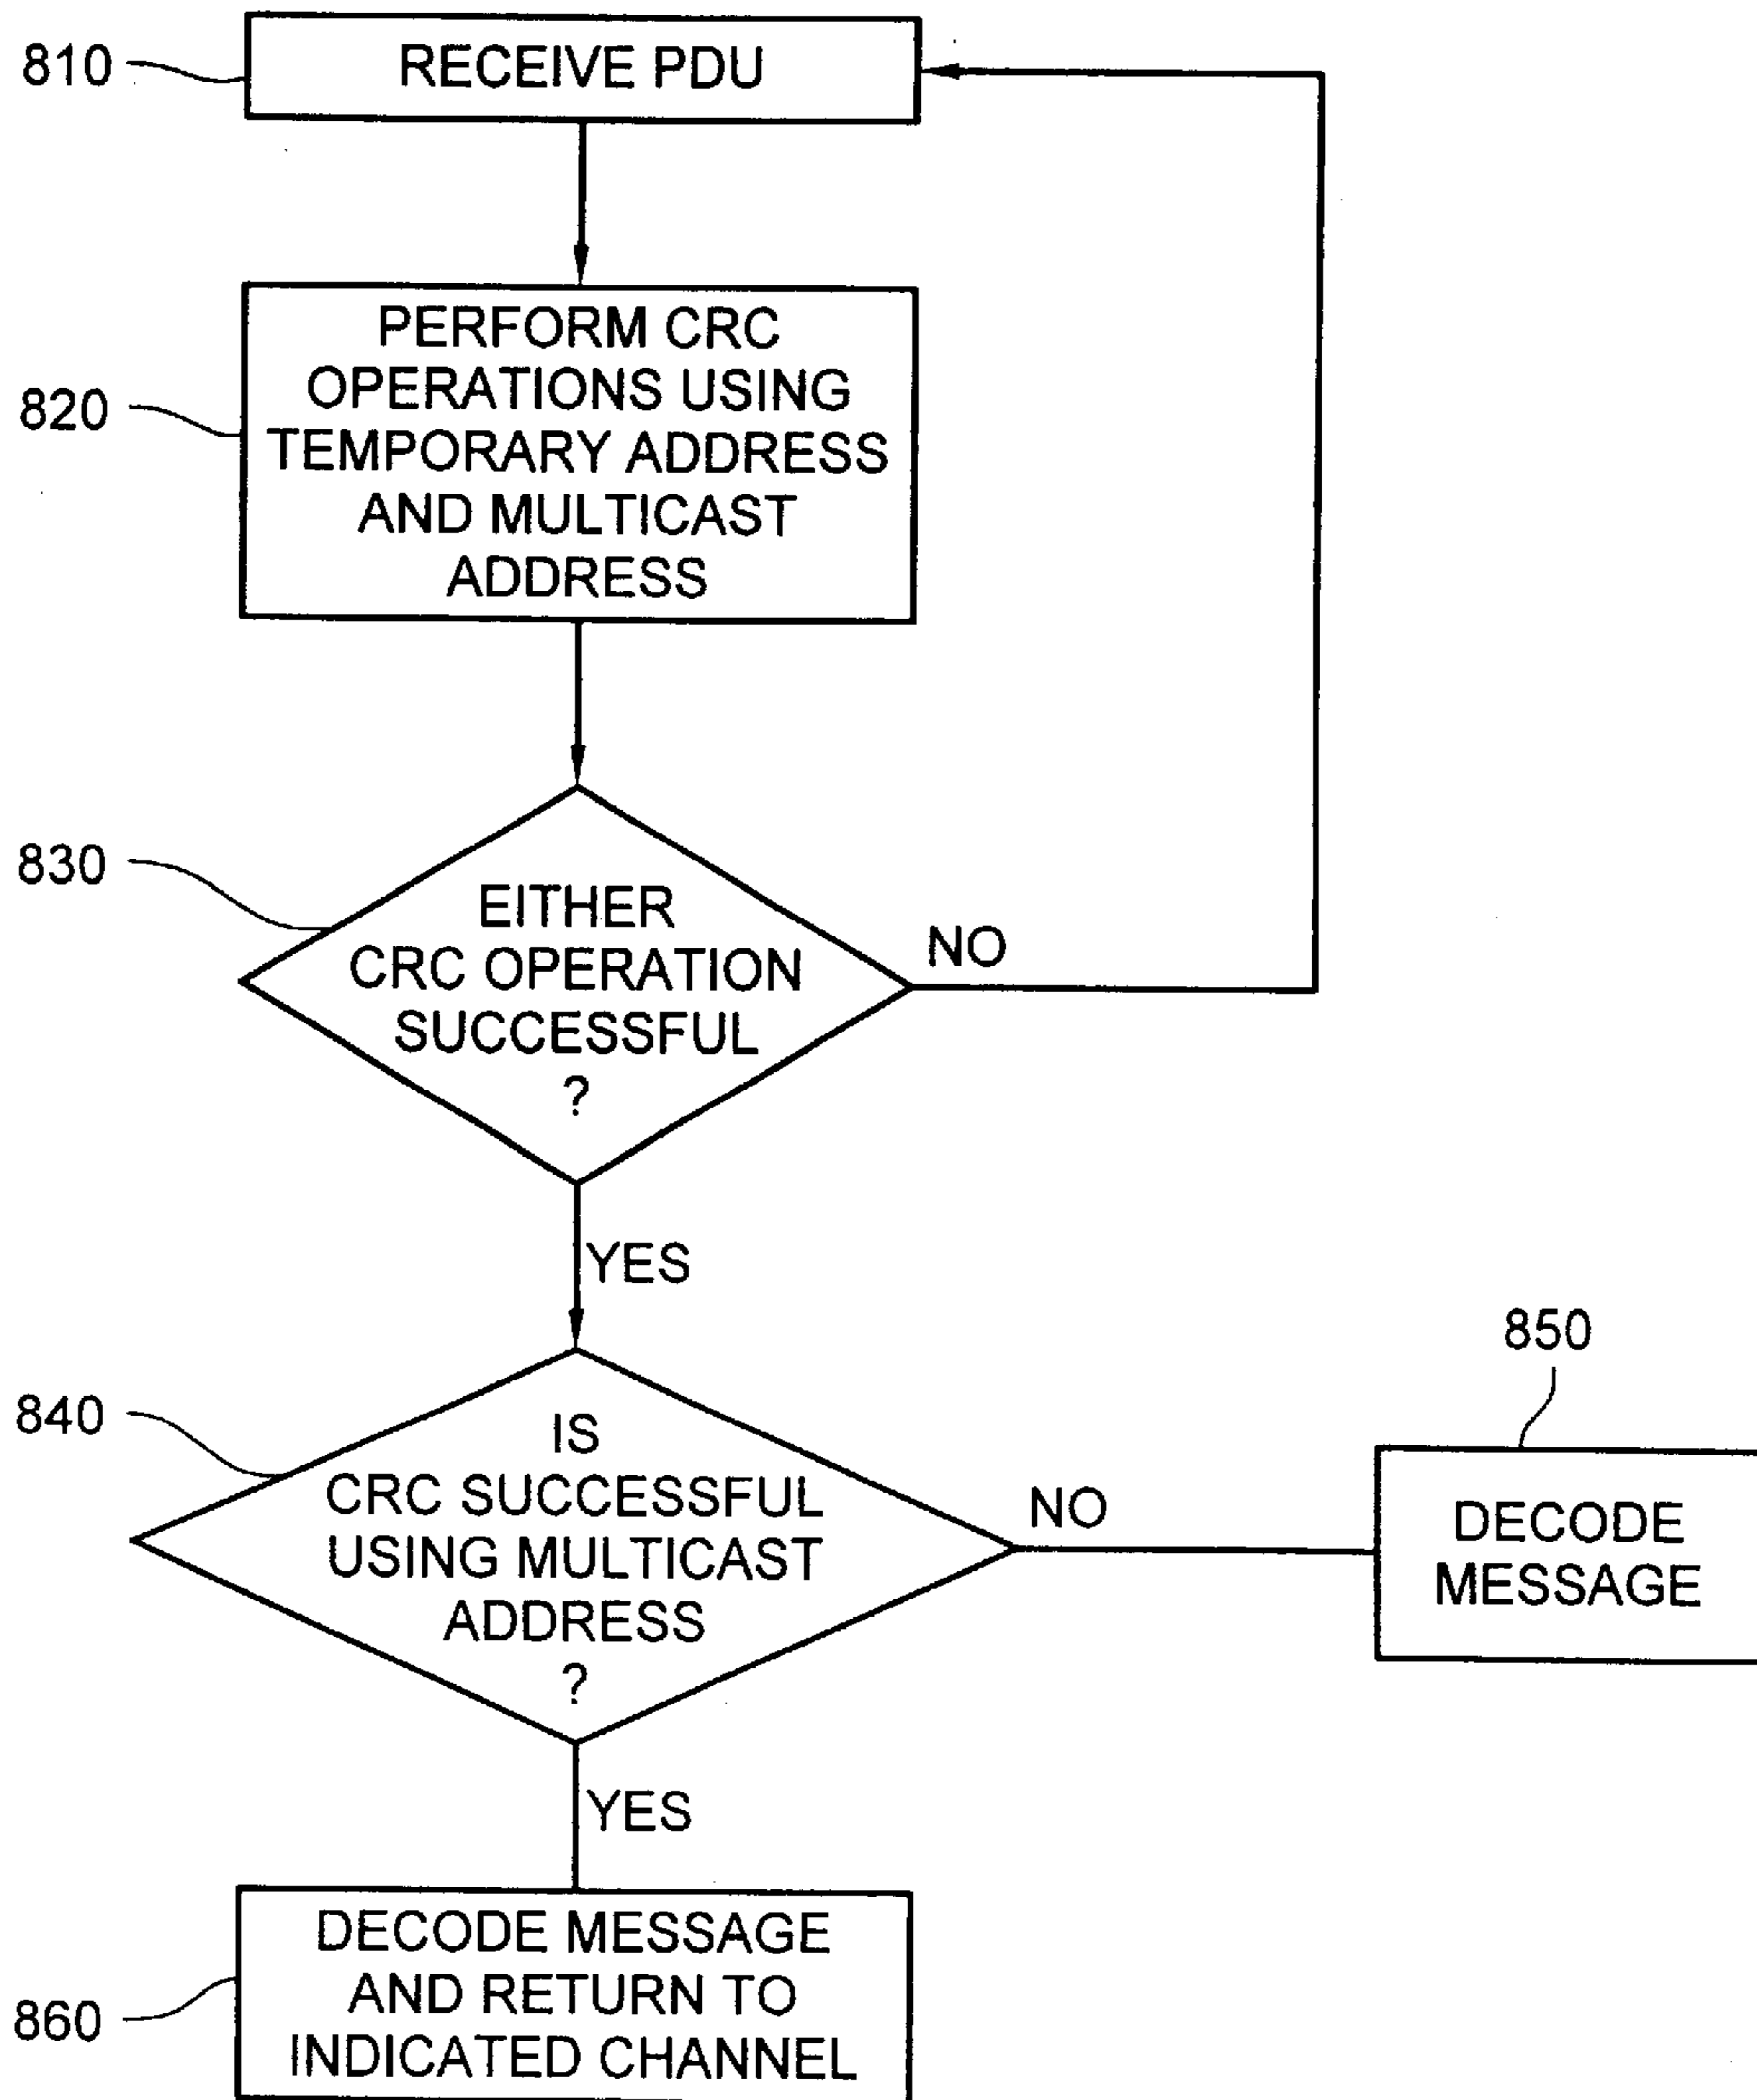 810
RECEIVE PDU
820
PERFORM CRC
OPERATIONS USING
TEMPORARY ADDRESS
AND MULTICAST
ADDRESS
830
EITHER
CRC OPERATION
SUCCESSFUL
?
NO
YES
840
IS
CRC SUCCESSFUL
USING MULTICAST
ADDRESS
?
NO
850
DECODE
MESSAGE
YES
860
DECODE MESSAGE
AND RETURN TO
INDICATED CHANNEL